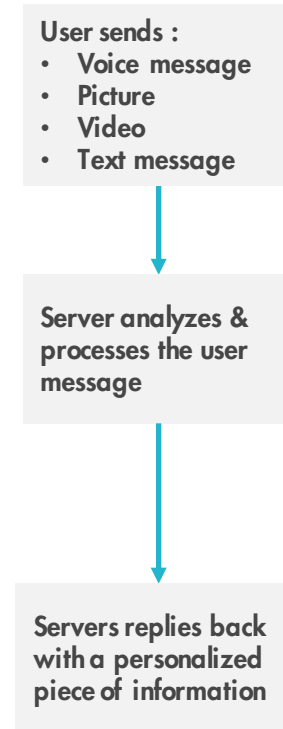 User sends :
• Voice message
• Picture
• Video
• Text message
Server analyzes &
processes the user
message
Servers replies back
with a personalized
piece of information